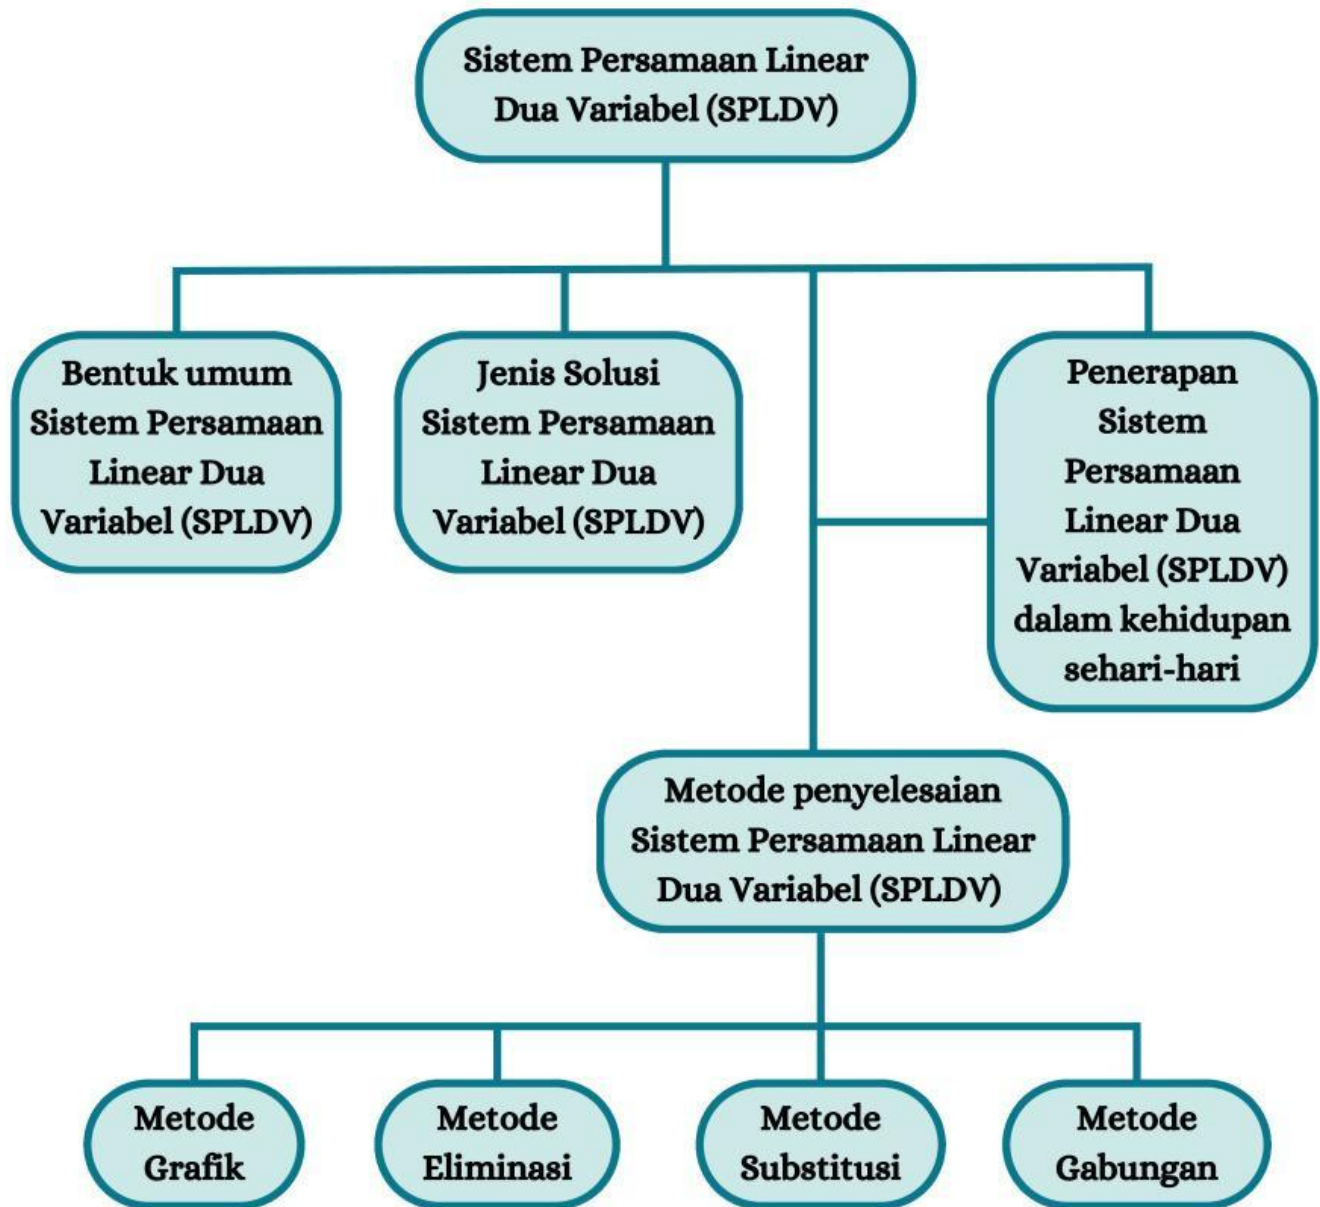 Sistem Persamaan Linear
Dua Variabel (SPLDV)
Bentuk umum
Sistem Persamaan
Linear Dua
Variabel (SPLDV)
Jenis Solusi
Sistem Persamaan
Linear Dua
Variabel (SPLDV)
Penerapan
Sistem
Persamaan
Linear Dua
Variabel (SPLDV)
dalam kehidupan
sehari-hari
Metode penyelesaian
Sistem Persamaan Linear
Dua Variabel (SPLDV)
Metode
Grafik
Metode
Eliminasi
Metode
Substitusi
Metode
Gabungan